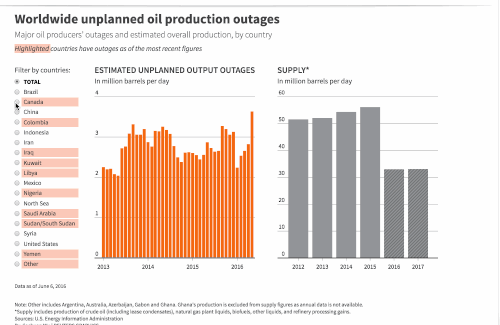 Worldwide unplanned oil production outages
Major oil producers' outages and estimated overall production, by country
Highlighted countries have outages as of the most recent figures
Filter by countries:
TOTAL
Brazil
Canada
China
Colombia
Indonesia
Iran
Iraq
Kuwait
Libya
Mexico
Nigeria
North Sea
Saudi Arabia
Sudan/South Sudan
Syria
United States
Yemen
Other
ESTIMATED UNPLANNED OUTPUT OUTAGES
In million barrels per day
4
3
2
1
0
2013 2014 2015 2016
SUPPLY*
In million barrels per day
60
50
40
30
20
10
0
2012 2013 2014 2015 2016 2017
Data as of June 6, 2016
Note: Other includes Argentina, Australia, Azerbaijan, Gabon and Ghana. Ghana's production is excluded from supply figures as annual data is not available.
*Supply includes production of crude oil (including lease condensates), natural gas plant liquids, biofuels, other liquids, and refinery processing gains.
Sources: U.S. Energy Information Administration